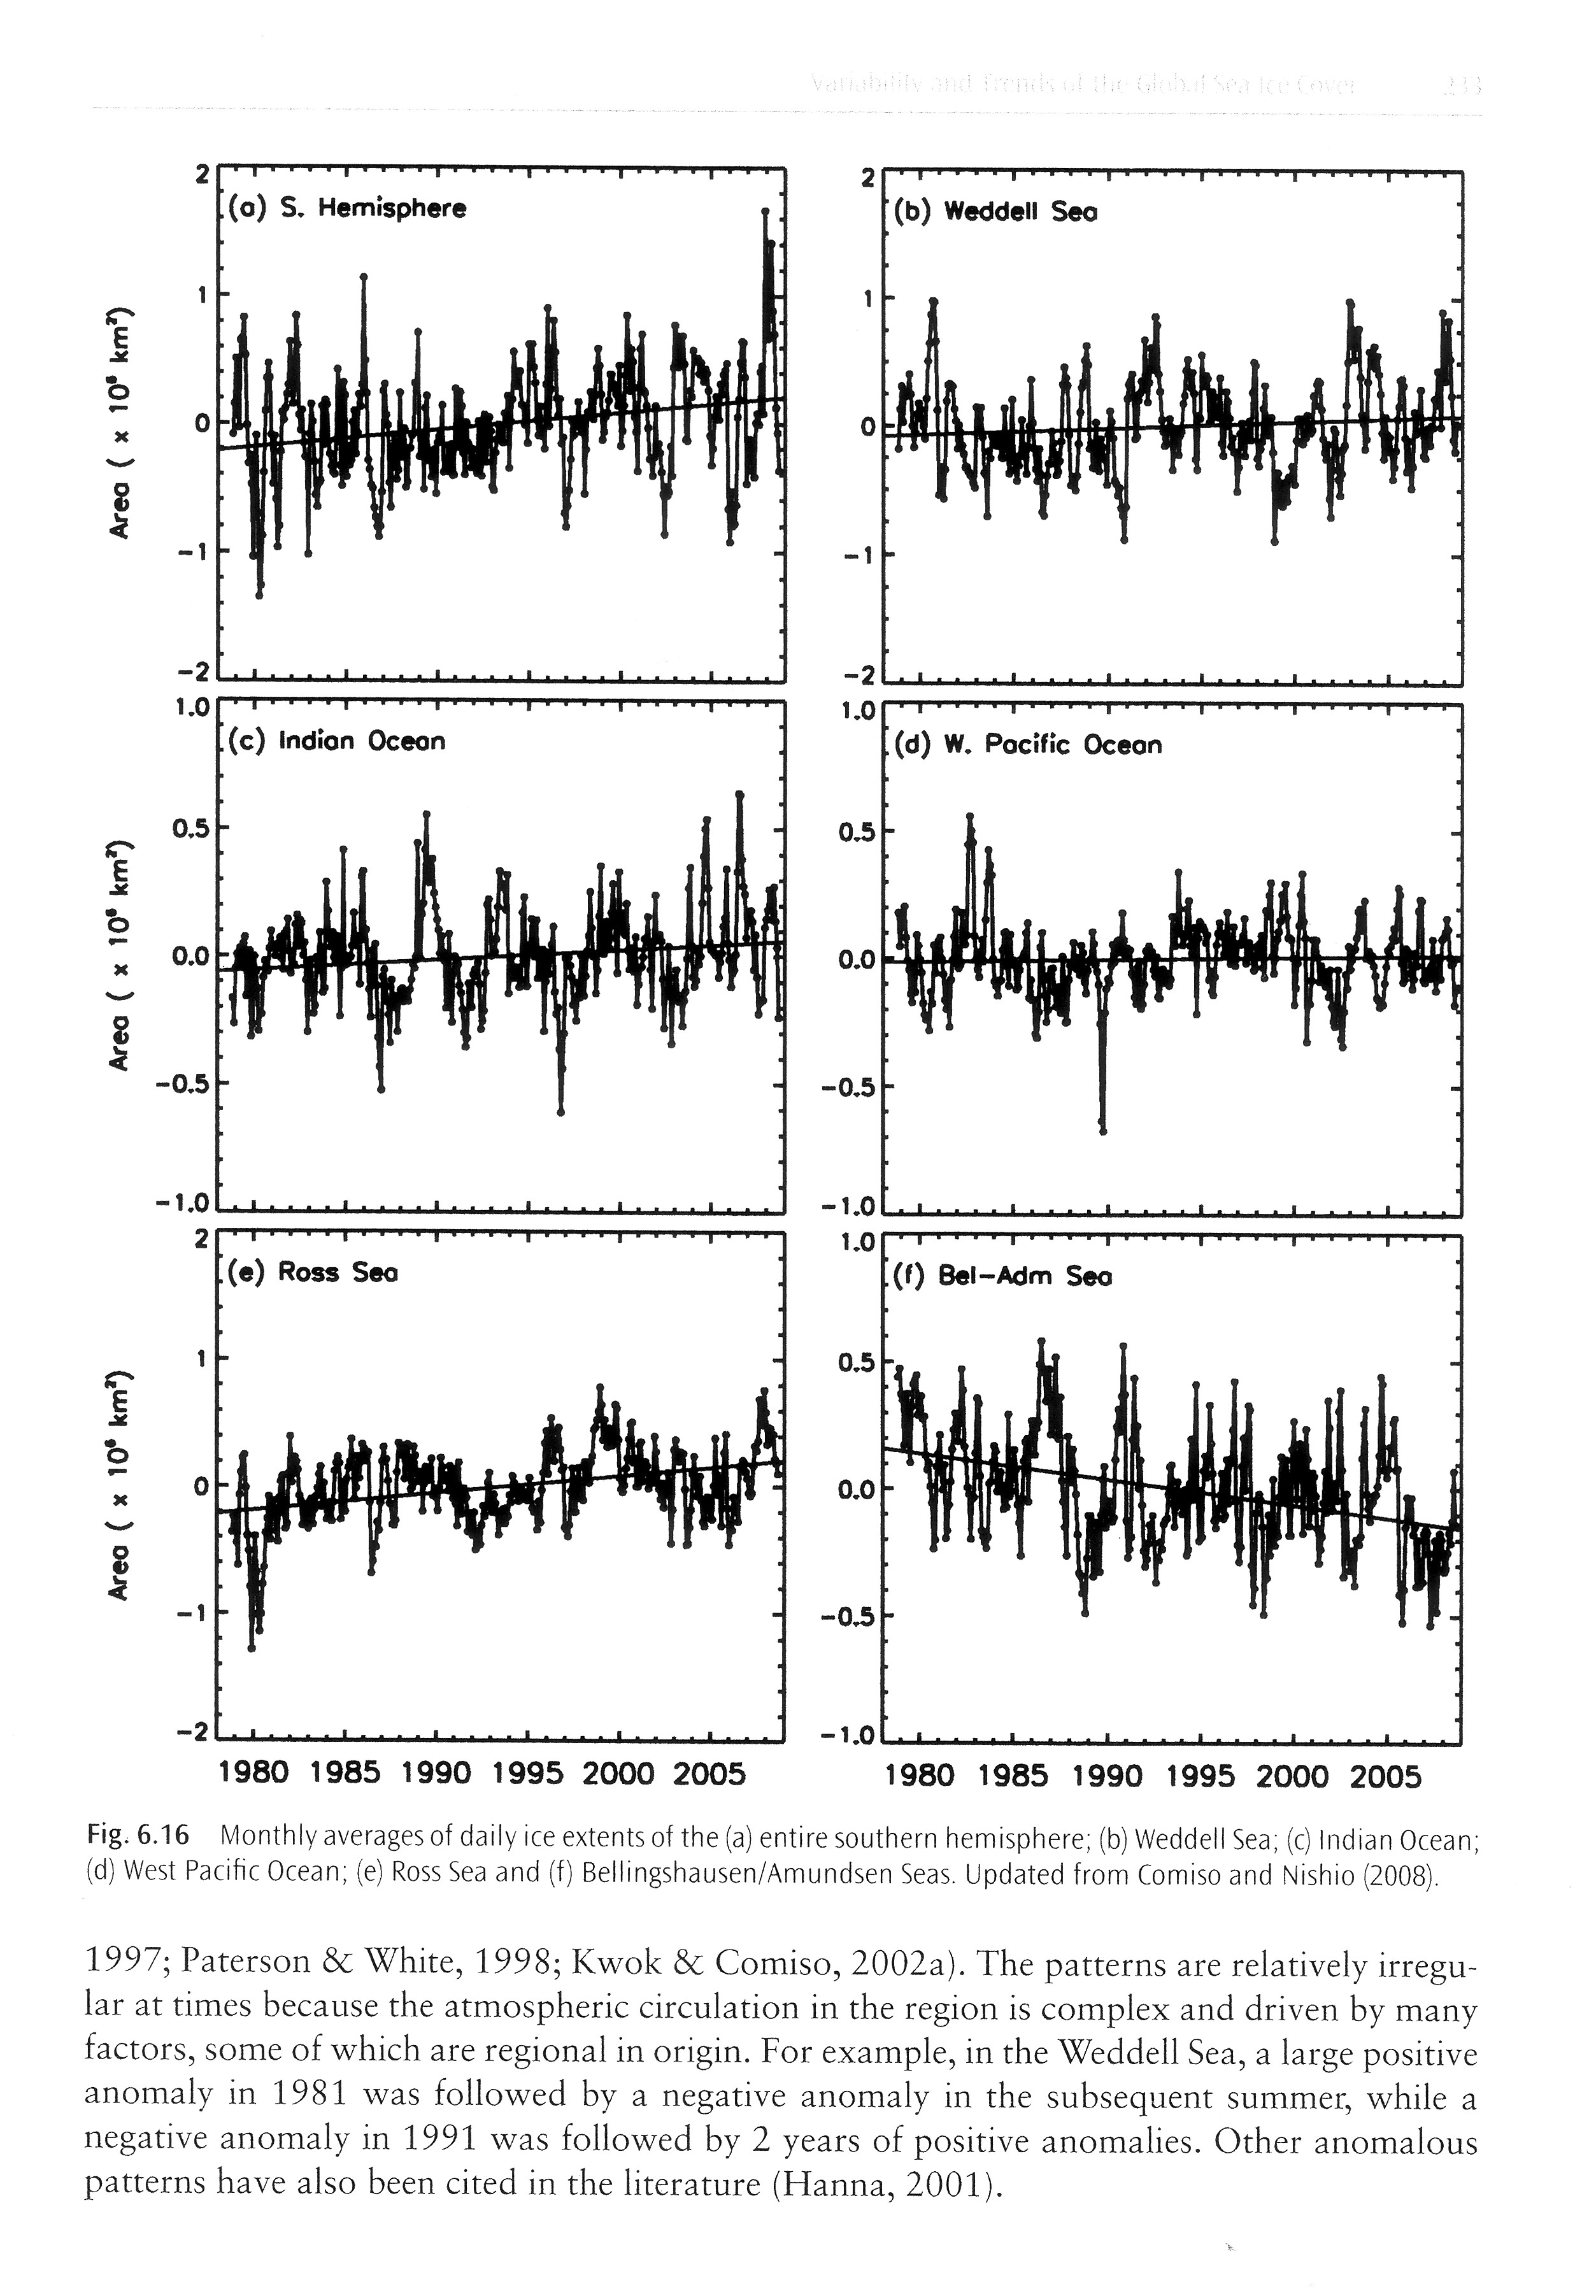 Variability and Trends of the Global Sea Ice Cover 233
2
(a) S. Hemisphere
1
0
−1
−2
Area ( x 10⁶ km²)
2
(b) Weddell Sea
1
0
−1
−2
1.0
(c) Indian Ocean
0.5
0.0
−0.5
−1.0
Area ( x 10⁶ km²)
1.0
(d) W. Pacific Ocean
0.5
0.0
−0.5
−1.0
2
(e) Ross Sea
1
0
−1
−2
Area ( x 10⁶ km²)
1980 1985 1990 1995 2000 2005
1.0
(f) Bel−Adm Sea
0.5
0.0
−0.5
−1.0
1980 1985 1990 1995 2000 2005
Fig. 6.16 Monthly averages of daily ice extents of the (a) entire southern hemisphere; (b) Weddell Sea; (c) Indian Ocean;
(d) West Pacific Ocean; (e) Ross Sea and (f) Bellingshausen/Amundsen Seas. Updated from Comiso and Nishio (2008).
1997; Paterson & White, 1998; Kwok & Comiso, 2002a). The patterns are relatively irregu-
lar at times because the atmospheric circulation in the region is complex and driven by many
factors, some of which are regional in origin. For example, in the Weddell Sea, a large positive
anomaly in 1981 was followed by a negative anomaly in the subsequent summer, while a
negative anomaly in 1991 was followed by 2 years of positive anomalies. Other anomalous
patterns have also been cited in the literature (Hanna, 2001).